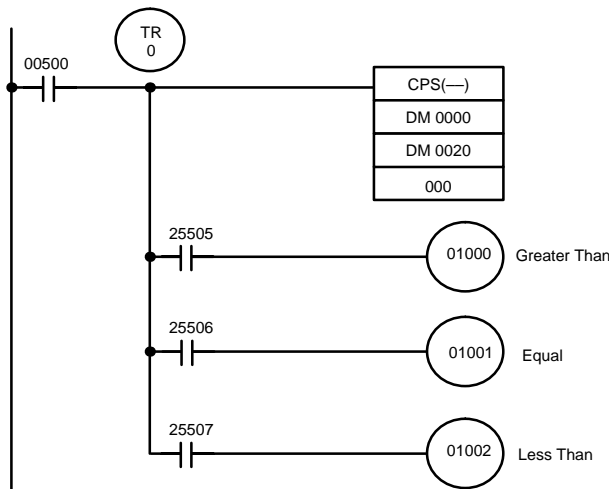 TR
0
00500
CPS(––)
DM 0000
DM 0020
000
25505
01000 Greater Than
25506
01001 Equal
25507
01002 Less Than